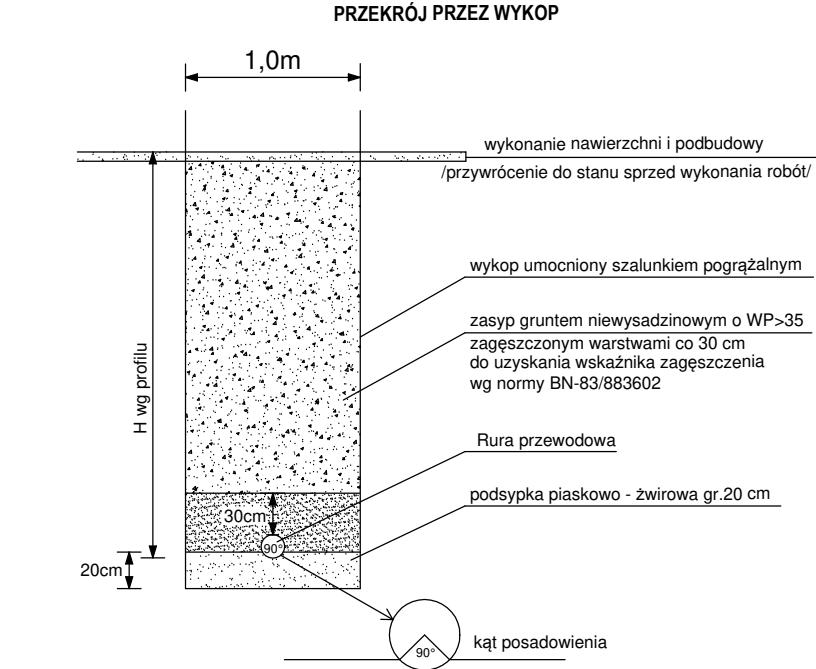 PRZEKRÓJ PRZEZ WYKOP
1,0m
wykonanie nawierzchni i podbudowy
/przywrócenie do stanu sprzed wykonania robót/
wykop umocniony szalunkiem pogrążalnym
zasyp gruntem niewysadzinowym o WP>35
zagęszczonym warstwami co 30 cm
do uzyskania wskaźnika zagęszczenia
wg normy BN-83/883602
H wg profilu
Rura przewodowa
podsypka piaskowo - żwirowa gr.20 cm
30cm
90°
20cm
kąt posadowienia
90°